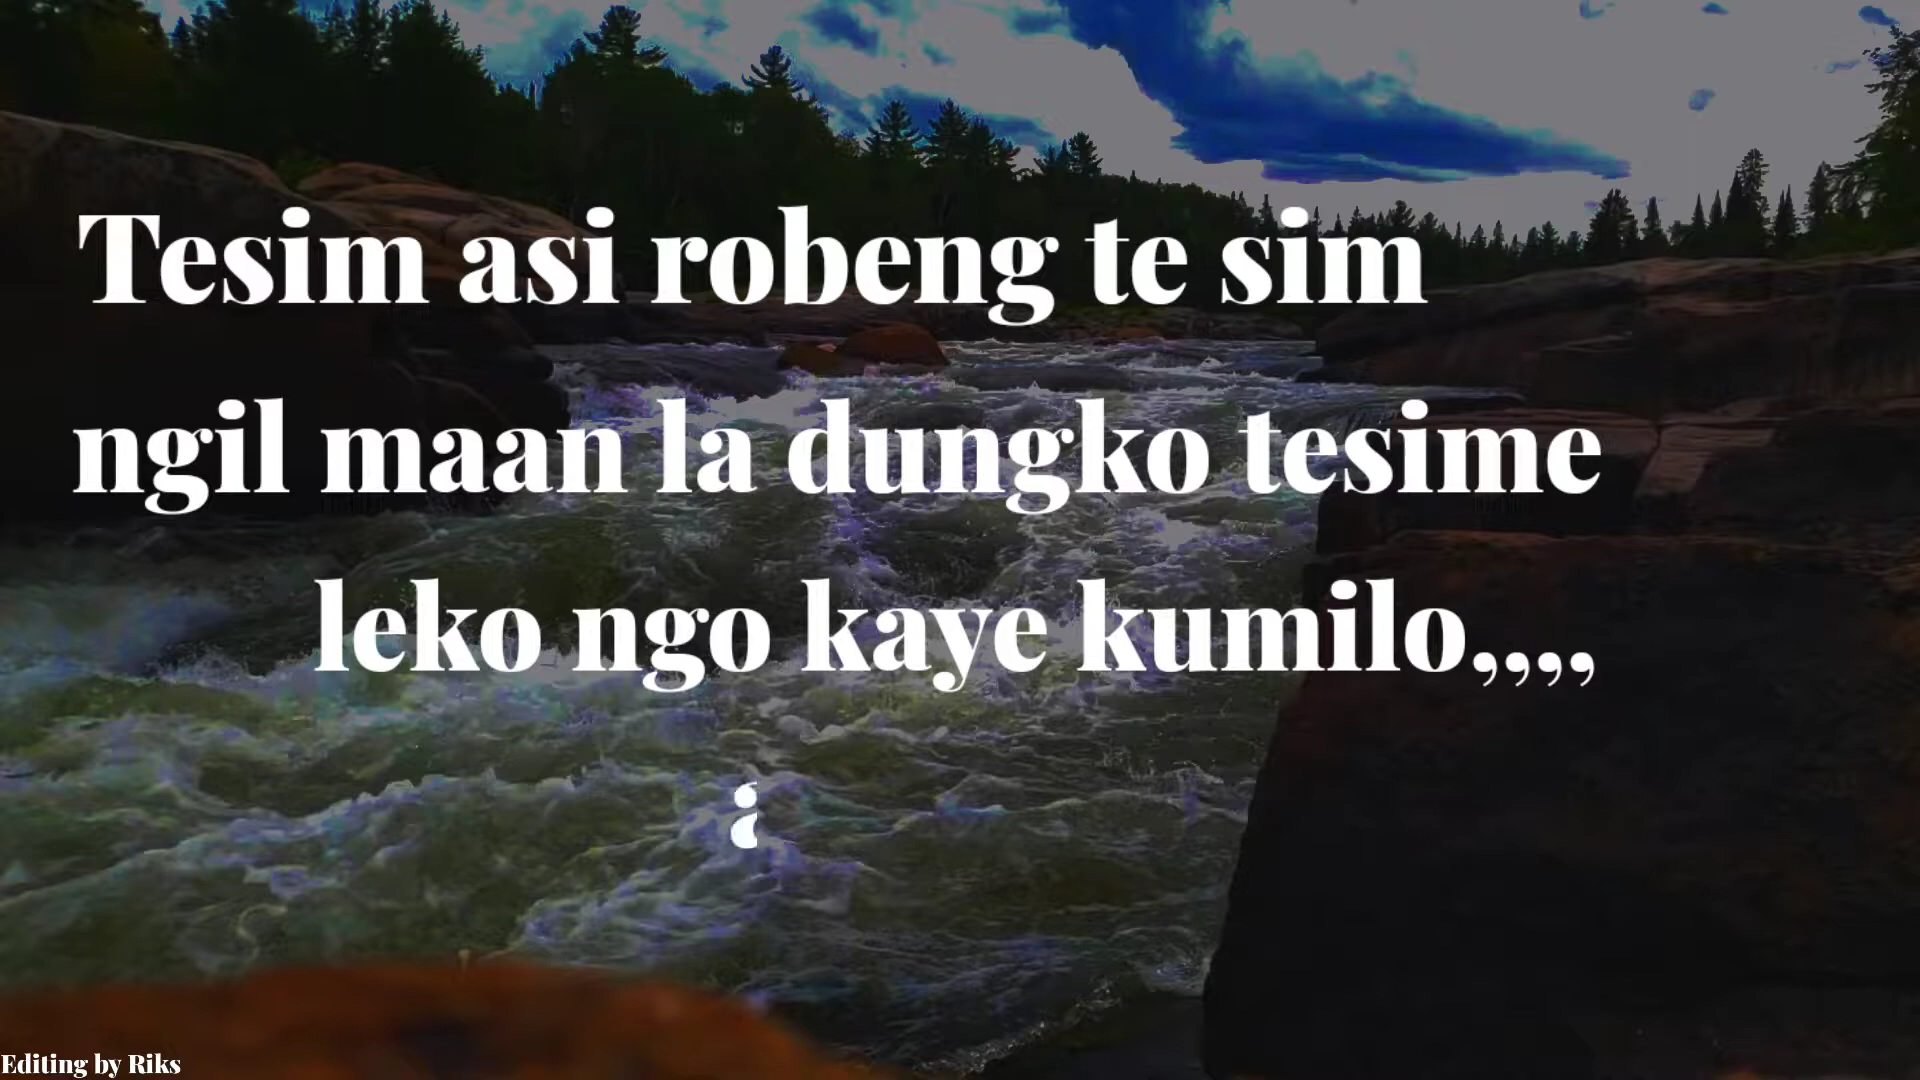 Tesim asi robeng te sim
ngil maan la dungko tesime
leko ngo kaye kumilo,,,,
Editing by Riks